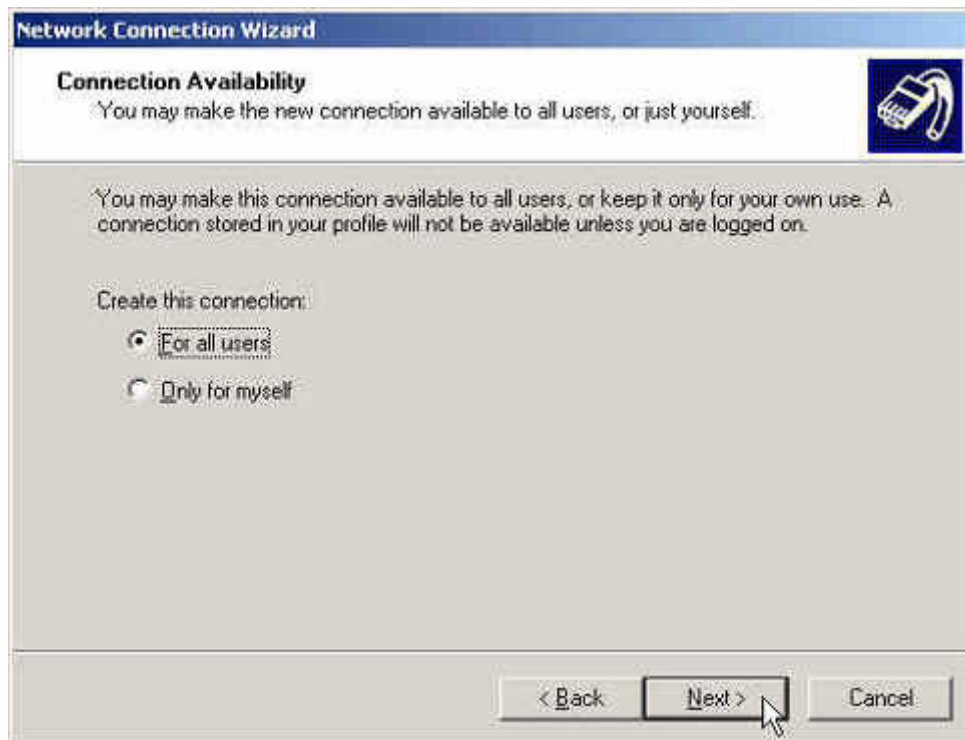 Network Connection Wizard
Connection Availability
You may make the new connection available to all users, or just yourself.
You may make this connection available to all users, or keep it only for your own use. A
connection stored in your profile will not be available unless you are logged on.
Create this connection:
For all users
Only for myself
< Back
Next >
Cancel